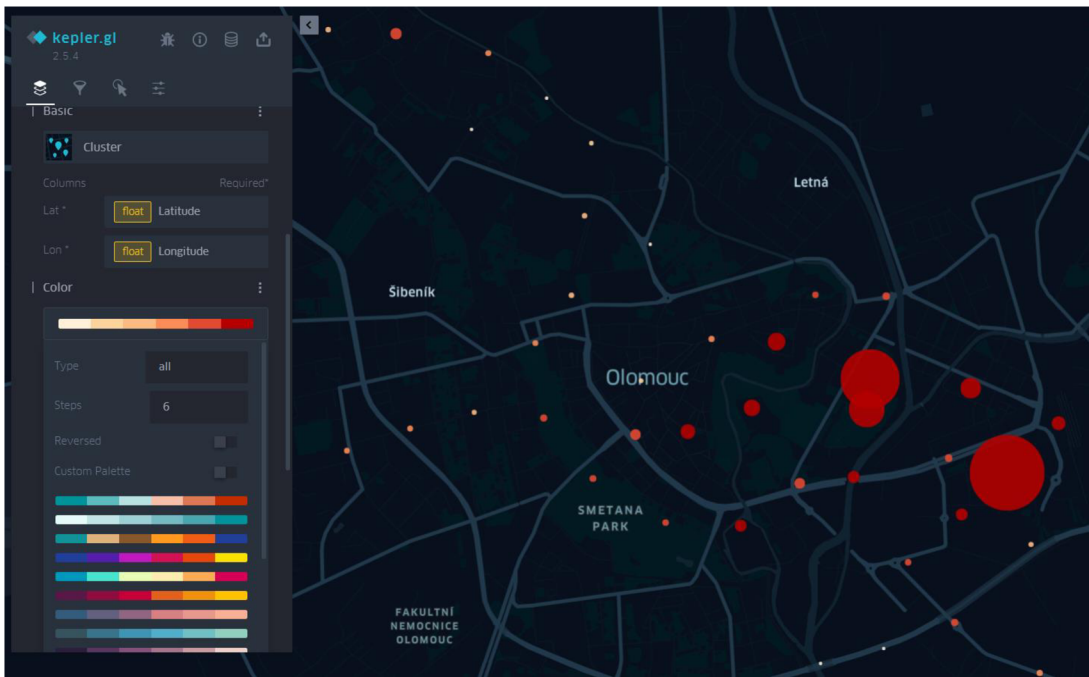 kepler.gl
2.5.4
Basic
Cluster
Columns Required*
Lat * float Latitude
Lon * float Longitude
Color
Type all
Steps 6
Reversed
Custom Palette
Letná
Šibeník
Olomouc
SMETANA
PARK
FAKULTNÍ
NEMOCNICE
OLOMOUC